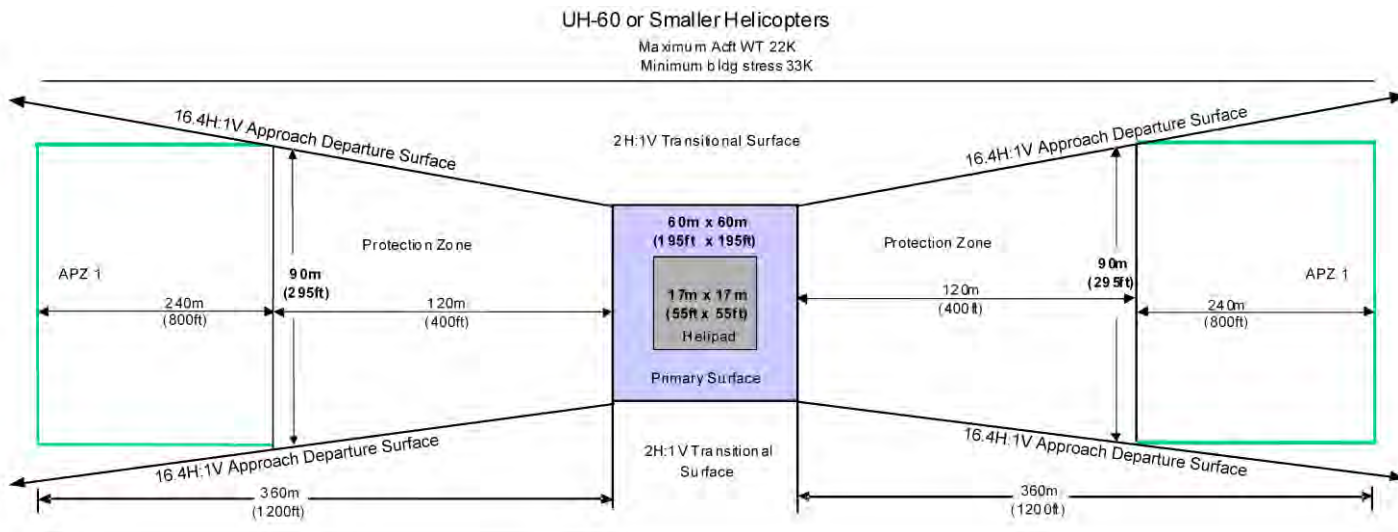 UH-60 or Smaller Helicopters
Maximum Acft WT 22K
Minimum bldg stress 33K
16.4H:1V Approach Departure Surface
2H:1V Transitional Surface
16.4H:1V Approach Departure Surface
60m x 60m
(195ft x 195ft)
Protection Zone
Protection Zone
APZ 1
90m
(295ft)
90m
(295ft)
APZ 1
240m
(800ft)
120m
(400ft)
17m x 17m
(55ft x 55ft)
Helipad
120m
(400ft)
240m
(800ft)
Primary Surface
16.4H:1V Approach Departure Surface
2H:1V Transitional
Surface
16.4H:1V Approach Departure Surface
360m
(1200ft)
360m
(1200ft)